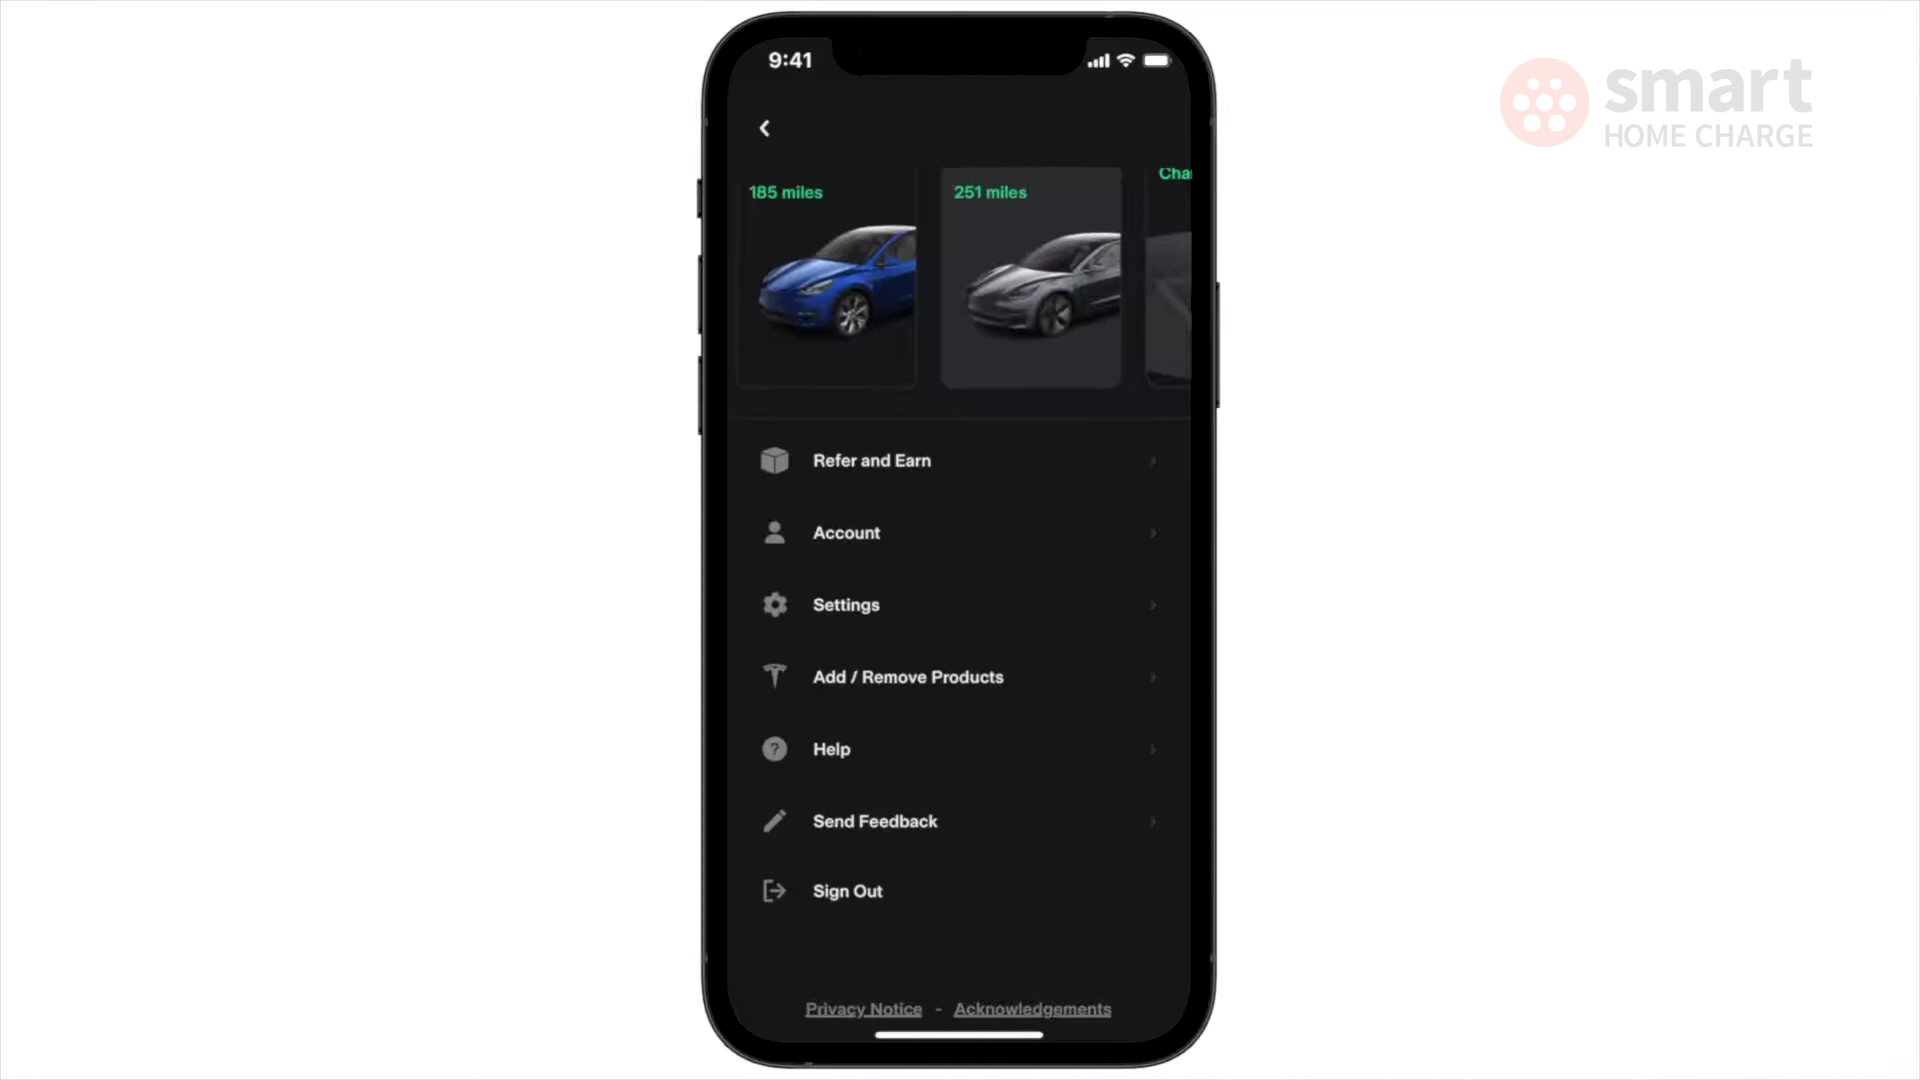 9:41
smart
HOME CHARGE
185 miles
251 miles
Refer and Earn
Account
Settings
Add / Remove Products
Help
Send Feedback
Sign Out
Privacy Notice - Acknowledgements